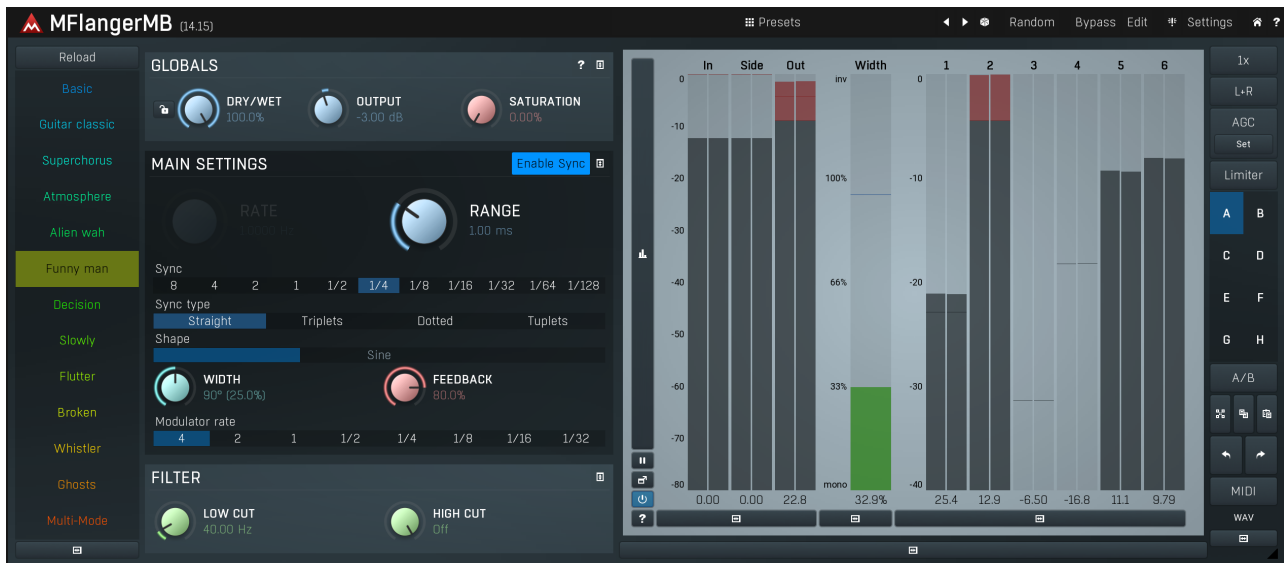 MFlangerMB (14.15)
Presets
Random Bypass Edit Settings ?
Reload
Basic
Guitar classic
Superchorus
Atmosphere
Alien wah
Funny man
Decision
Slowly
Flutter
Broken
Whistler
Ghosts
Multi-Mode
GLOBALS ?
DRY/WET
100.0%
OUTPUT
-3.00 dB
SATURATION
0.00%
MAIN SETTINGS
Enable Sync
RATE
RANGE
1.00 ms
Sync
8 4 2 1 1/2 1/4 1/8 1/16 1/32 1/64 1/128
Sync type
Straight Triplets Dotted Tuplets
Shape
Sine
WIDTH
90° (25.0%)
FEEDBACK
80.0%
Modulator rate
4 2 1 1/2 1/4 1/8 1/16 1/32
FILTER
LOW CUT
40.00 Hz
HIGH CUT
Off
In Side Out Width 1 2 3 4 5 6
0 inv 0
-10
-20 100% -10
-30
-40 66% -20
-50
-60 33% -30
-70
-80 mono -40
0.00 0.00 22.8 32.9% 25.4 12.9 -6.50 -16.8 11.1 9.79
?
1x
L+R
AGC
Set
Limiter
A B
C D
E F
G H
A/B
MIDI
WAV